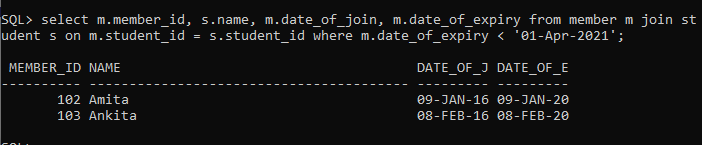 SQL> select m.member_id, s.name, m.date_of_join, m.date_of_expiry from member m join st
udent s on m.student_id = s.student_id where m.date_of_expiry < '01-Apr-2021';
MEMBER_ID NAME DATE_OF_J DATE_OF_E
---------- ---------------------------------------- --------- ---------
102 Amita 09-JAN-16 09-JAN-20
103 Ankita 08-FEB-16 08-FEB-20